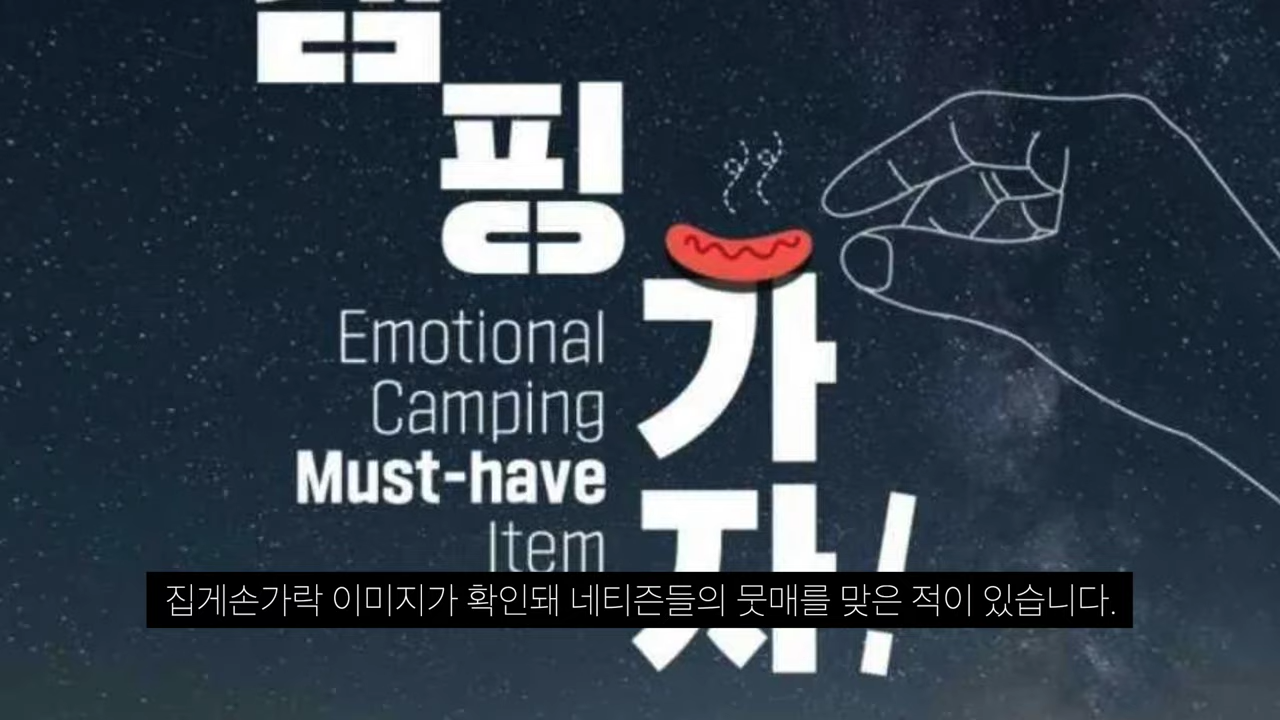 핑
가
자!
Emotional
Camping
Must-have
Item
집게손가락 이미지가 확인돼 네티즌들의 뭇매를 맞은 적이 있습니다.